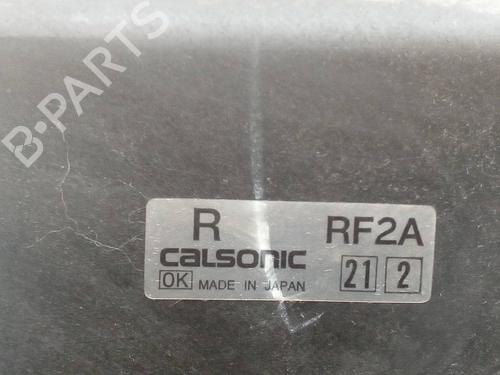 B-PARTS
R RF2A
calsonic 21 2
OK MADE IN JAPAN